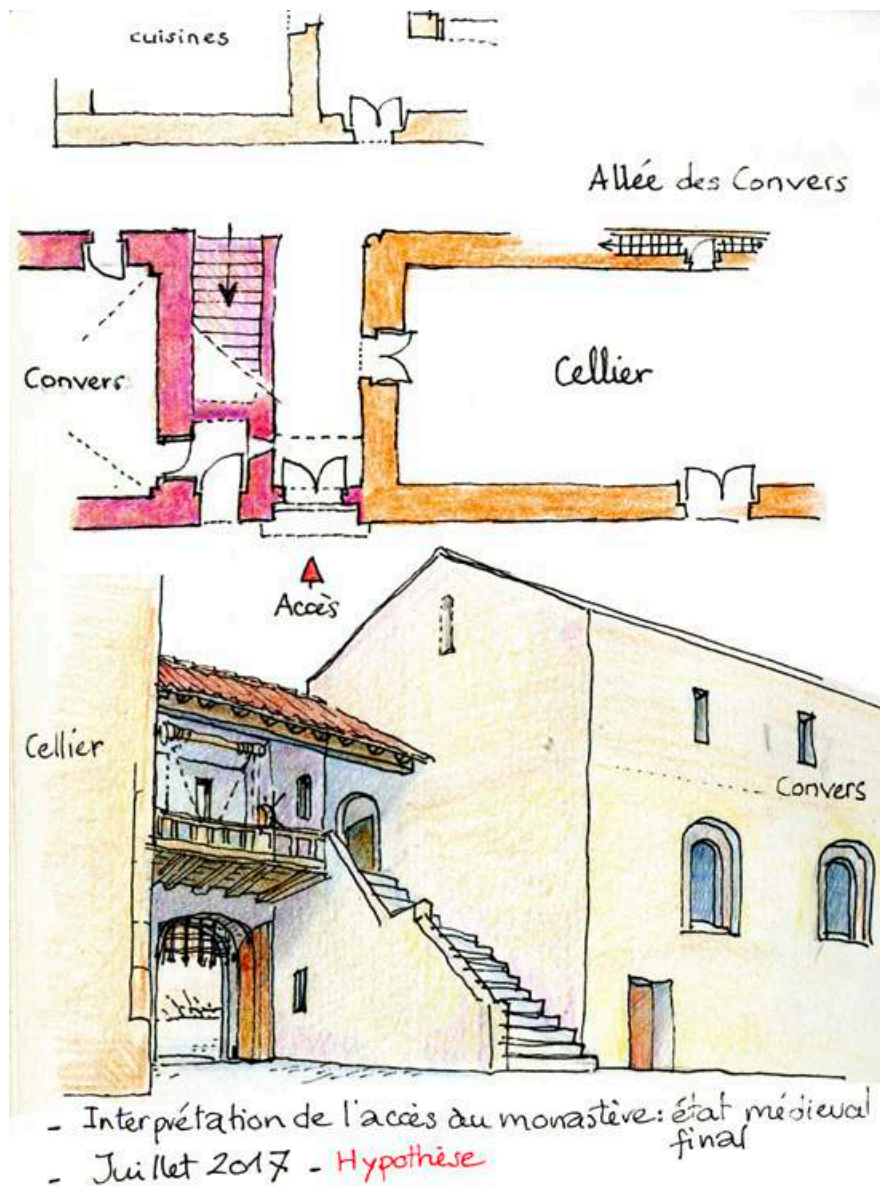 cuisines
Allée des Convers
Convers
Cellier
Accès
Cellier
Convers
- Interprétation de l'accès au monastère: état médieval
final
- Juillet 2017 - Hypothèse